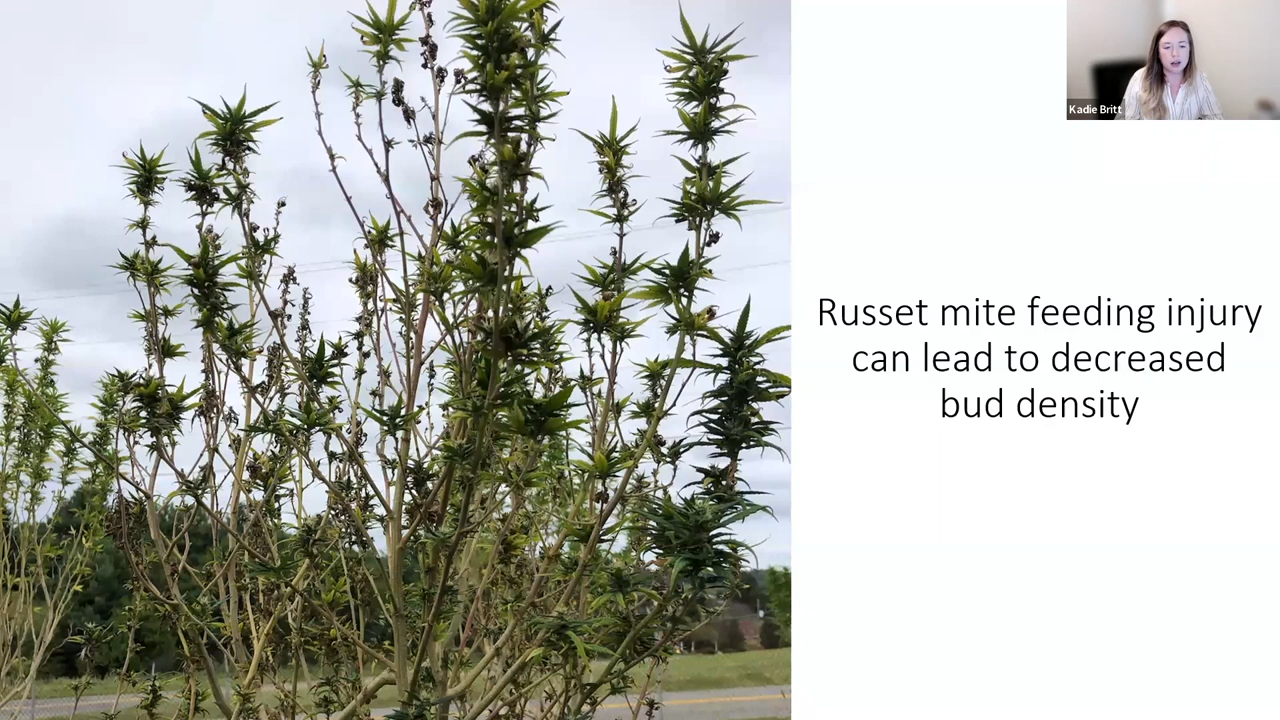 Kadie Britt
Russet mite feeding injury
can lead to decreased
bud density